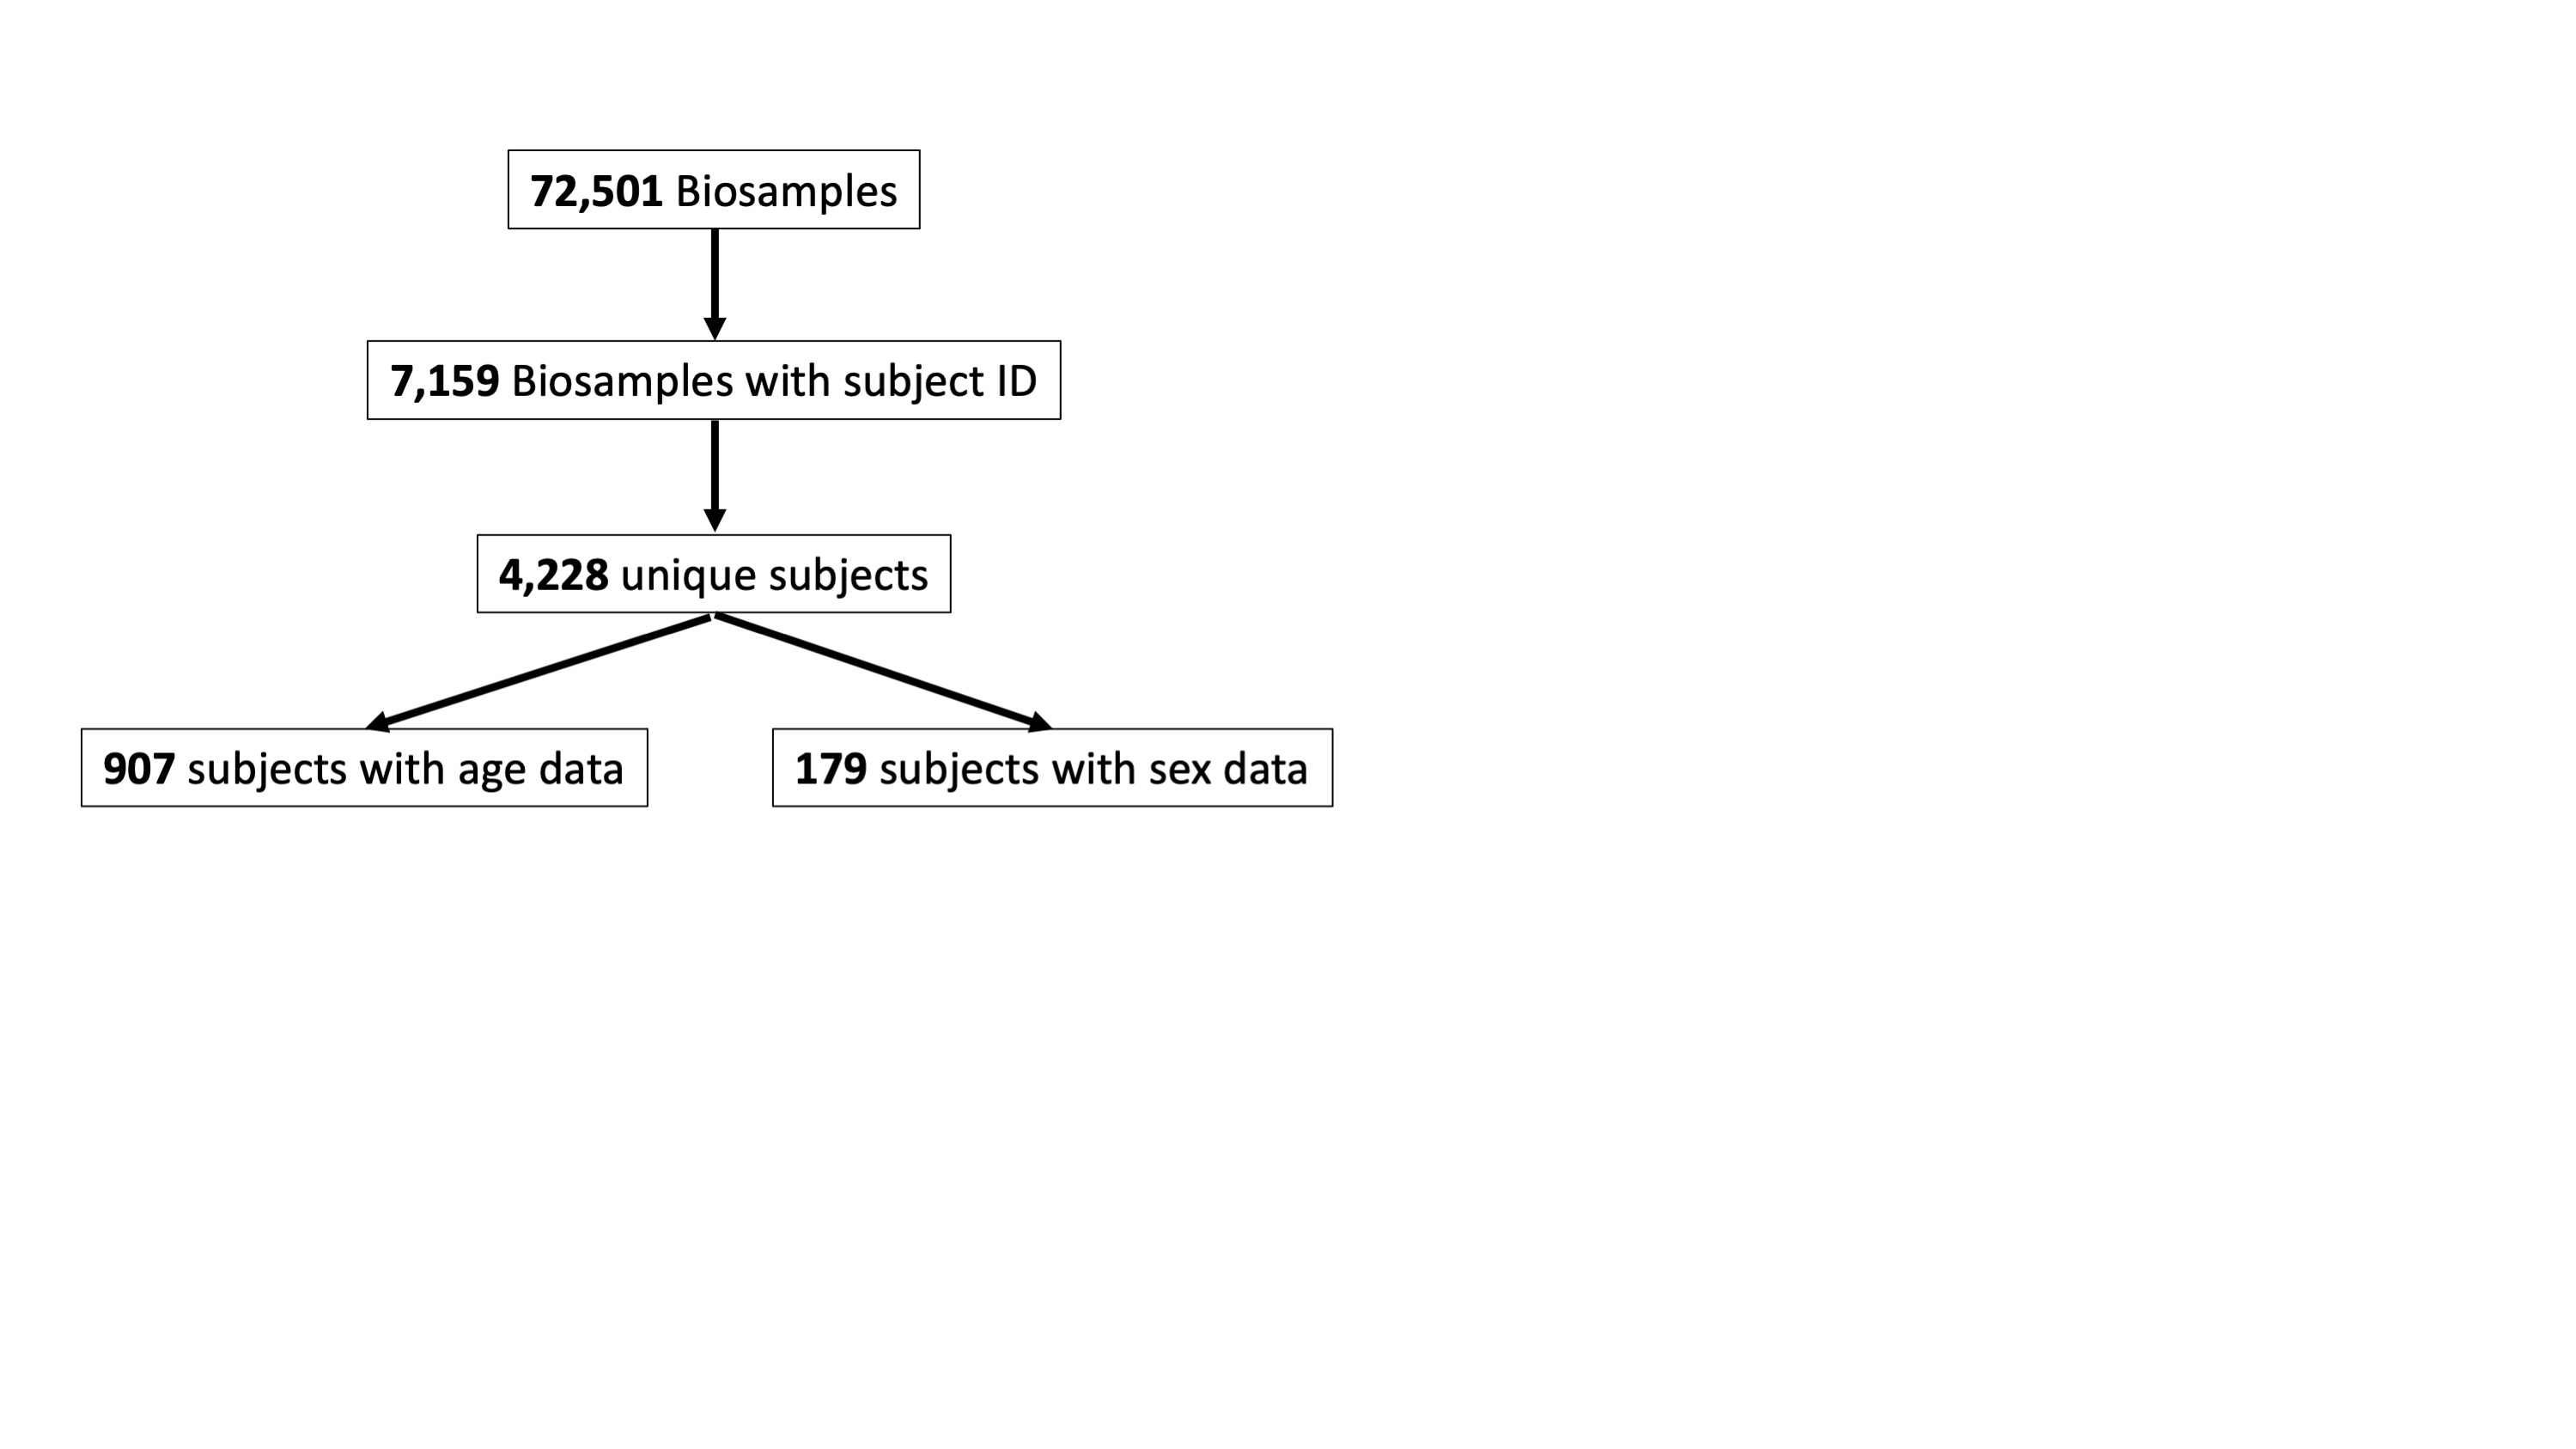 72,501 Biosamples
7,159 Biosamples with subject ID
4,228 unique subjects
907 subjects with age data
179 subjects with sex data